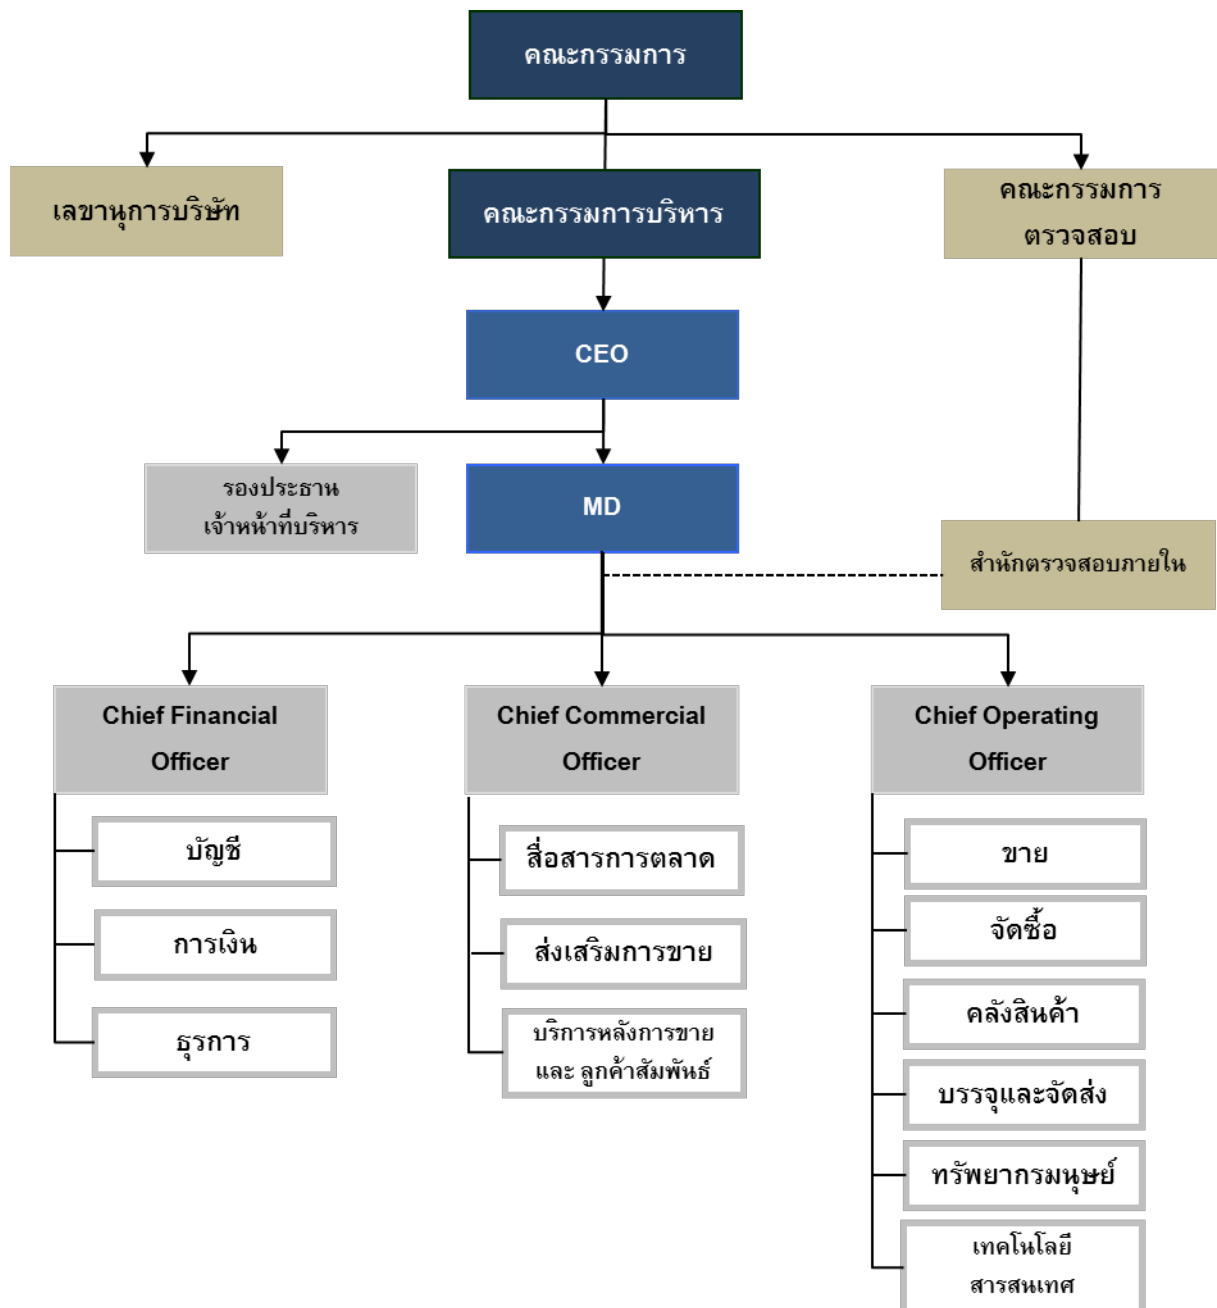 คณะกรรมการ
เลขานุการบริษัท
คณะกรรมการบริหาร
คณะกรรมการ
ตรวจสอบ
CEO
รองประธาน
เจ้าหน้าที่บริหาร
MD
สำนักตรวจสอบภายใน
Chief Financial
Officer
บัญชี
การเงิน
ธุรการ
Chief Commercial
Officer
สื่อสารการตลาด
ส่งเสริมการขาย
บริการหลังการขาย
และ ลูกค้าสัมพันธ์
Chief Operating
Officer
ขาย
จัดซื้อ
คลังสินค้า
บรรจุและจัดส่ง
ทรัพยากรมนุษย์
เทคโนโลยี
สารสนเทศ